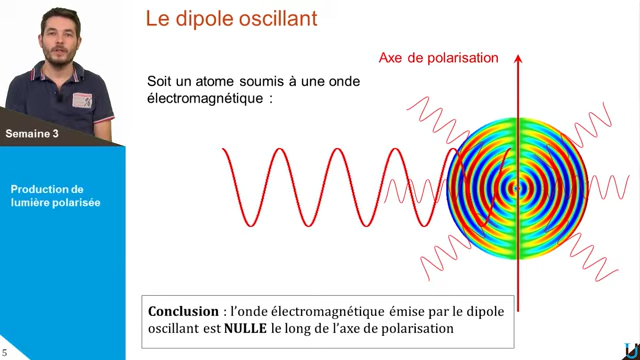 Le dipole oscillant
Axe de polarisation
Soit un atome soumis à une onde
électromagnétique :
Semaine 3
Production de
lumière polarisée
Conclusion : l'onde électromagnétique émise par le dipole
oscillant est NULLE le long de l'axe de polarisation
5